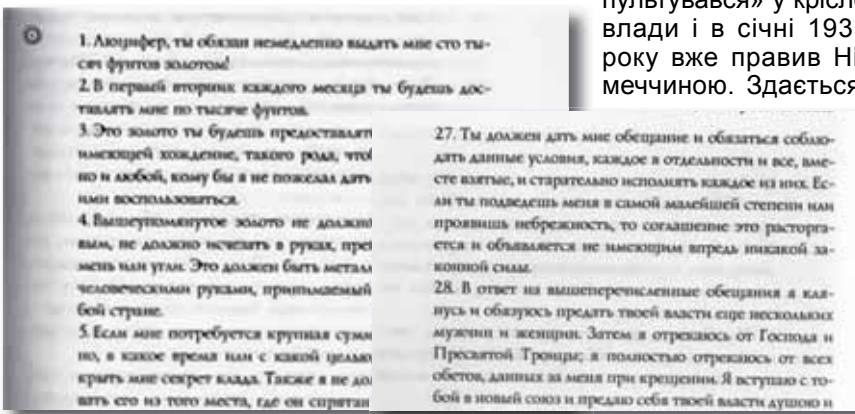 пультувався» у крісло
влади і в січні 193
року вже правив Ні
меччиною. Здається
1. Люцифер, ты обязан немедленно выдать мне сто ты-
сяч фунтов золотом!
2. В первый вторник каждого месяца ты будешь дос-
тавлять мне по тысяче фунтов.
3. Это золото ты будешь предоставлят
имеющей хождение, такого рода, что
но и любой, кому бы я не пожелал дать
ими воспользоваться.
4. Вышеупомянутое золото не должно
вым, не должно исчезать в руках, пре
мень или угли. Это должен быть метал
человеческими руками, принимаемый
бой стране.
5. Если мне потребуется крупная сумм
но, в какое время или с какой целью
крыть мне секрет клада. Также я не до
вать его из того места, где он спрятан
27. Ты должен дать мне обещание и обязаться соблю-
дать данные условия, каждое в отдельности и все, вме-
сте взятые, и старательно исполнять каждое из них. Ес-
ли ты подведешь меня в самой малейшей степени или
проявишь небрежность, то соглашение это расторга-
ется и объявляется не имеющим впредь никакой за-
конной силы.
28. В ответ на вышеперечисленные обещания я кля-
нусь и обязуюсь предать твоей власти еще нескольких
мужчин и женщин. Затем я отрекаюсь от Господа и
Пресвятой Троицы; я полностью отрекаюсь от всех
обетов, данных за меня при крещении. Я вступаю с то-
бой в новый союз и предаю себя твоей власти душою и